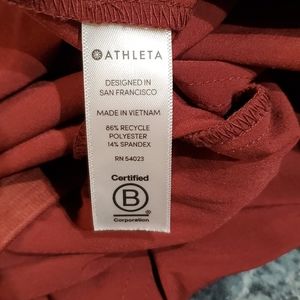 ATHLETA
DESIGNED IN
SAN FRANCISCO
MADE IN VIETNAM
86% RECYCLE
POLYESTER
14% SPANDEX
RN 54023
Certified
B
Corporation